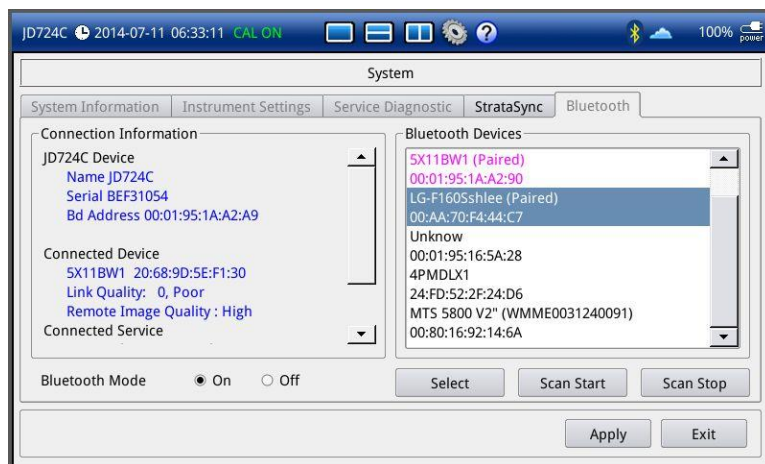 JD724C 2014-07-11 06:33:11 CAL ON 100% power
System
System Information Instrument Settings Service Diagnostic StrataSync Bluetooth
Connection Information
JD724C Device
Name JD724C
Serial BEF31054
Bd Address 00:01:95:1A:A2:A9
Connected Device
5X11BW1 20:68:9D:5E:F1:30
Link Quality: 0, Poor
Remote Image Quality : High
Connected Service
Bluetooth Devices
5X11BW1 (Paired)
00:01:95:1A:A2:90
LG-F160Sshlee (Paired)
00:AA:70:F4:44:C7
Unknow
00:01:95:16:5A:28
4PMDLX1
24:FD:52:2F:24:D6
MTS 5800 V2" (WMME0031240091)
00:80:16:92:14:6A
Bluetooth Mode On Off
Select Scan Start Scan Stop
Apply Exit